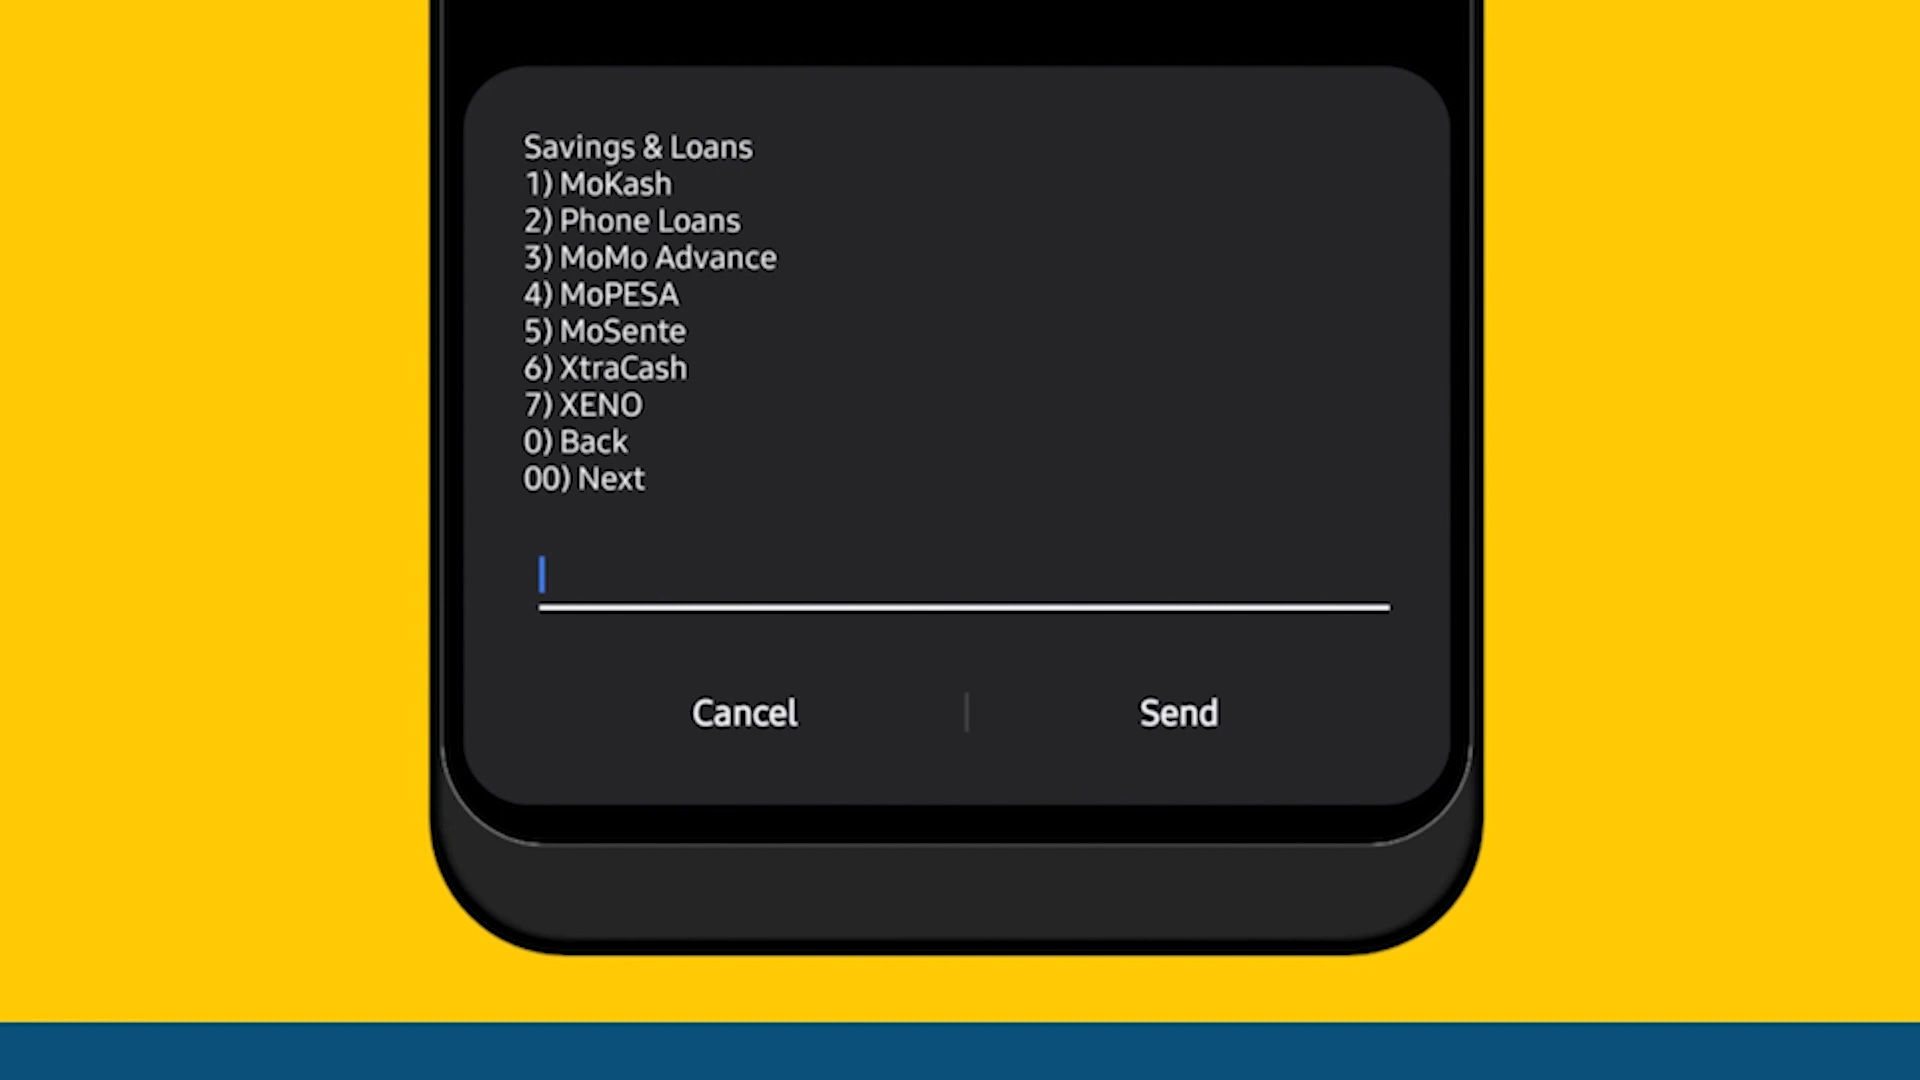 Savings & Loans
1) MoKash
2) Phone Loans
3) MoMo Advance
4) MoPESA
5) MoSente
6) XtraCash
7) XENO
0) Back
00) Next
Cancel
Send